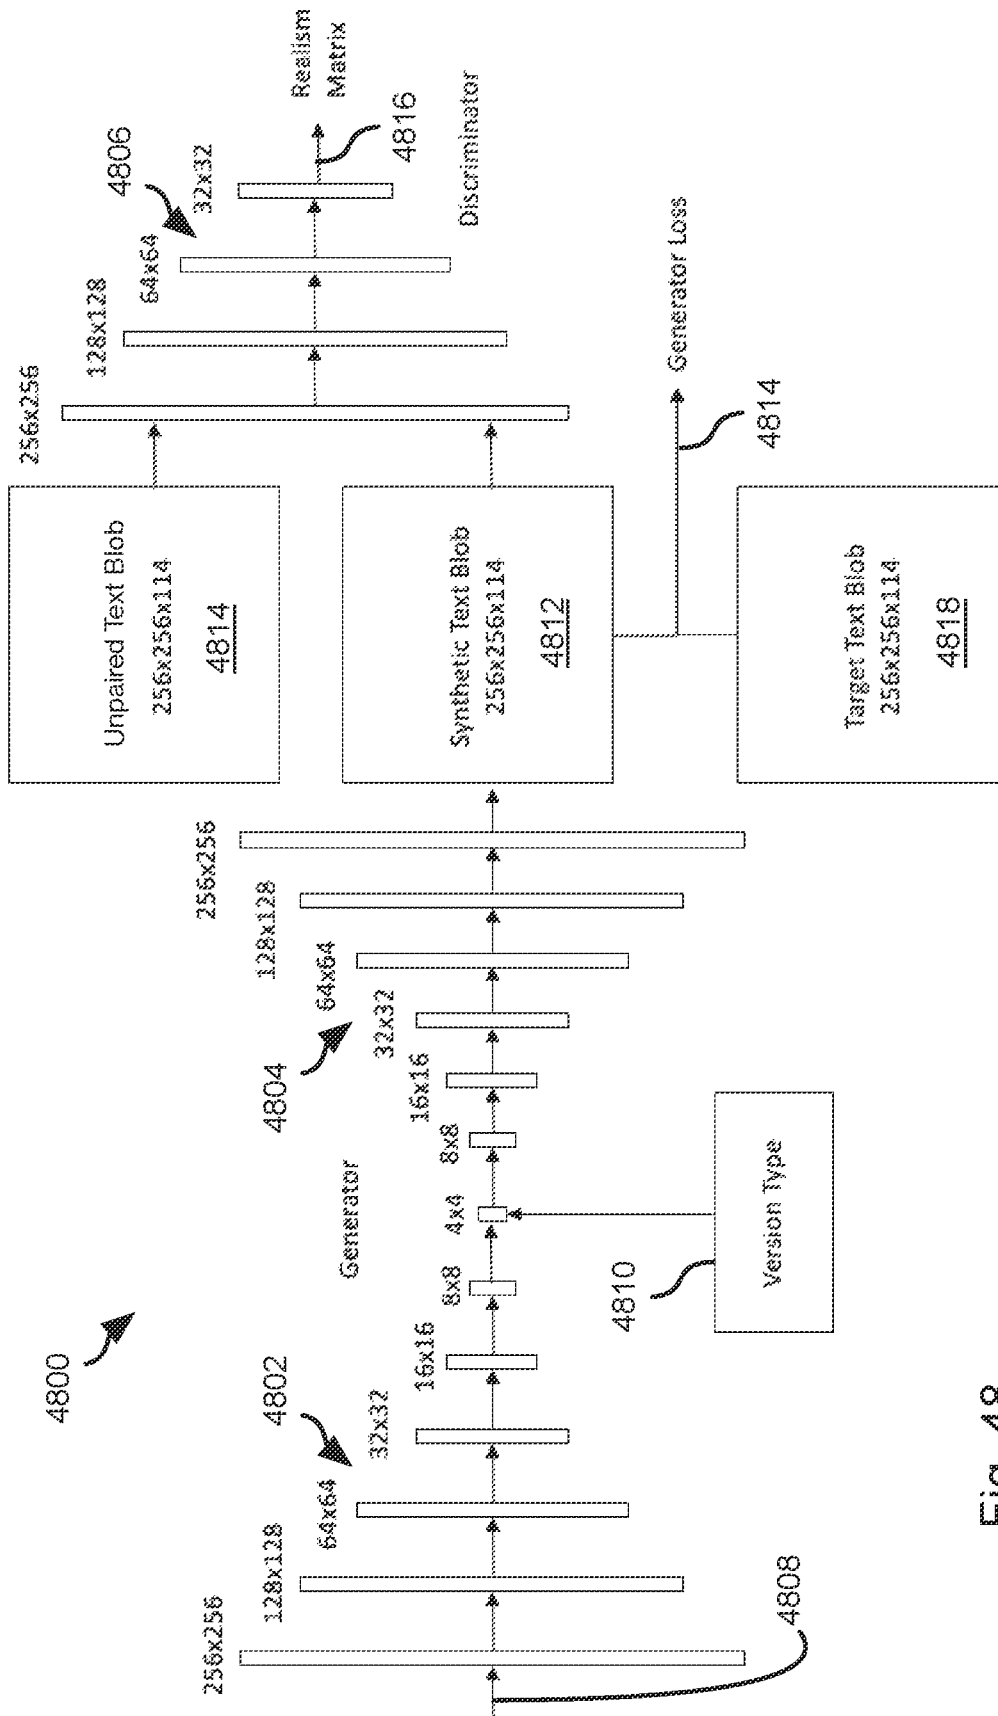 4800
Generator
4802
256x256
128x128
64x64
32x32
16x16
8x8
4x4
8x8
16x16
32x32
64x64
128x128
256x256
4804
4808
4810
Version Type
Unpaired Text Blob
256x256x114
4814
Synthetic Text Blob
256x256x114
4812
Target Text Blob
256x256x114
4818
256x256
128x128
64x64
32x32
4806
Realism
Matrix
4816
Discriminator
Generator Loss
4814
Fig. 48